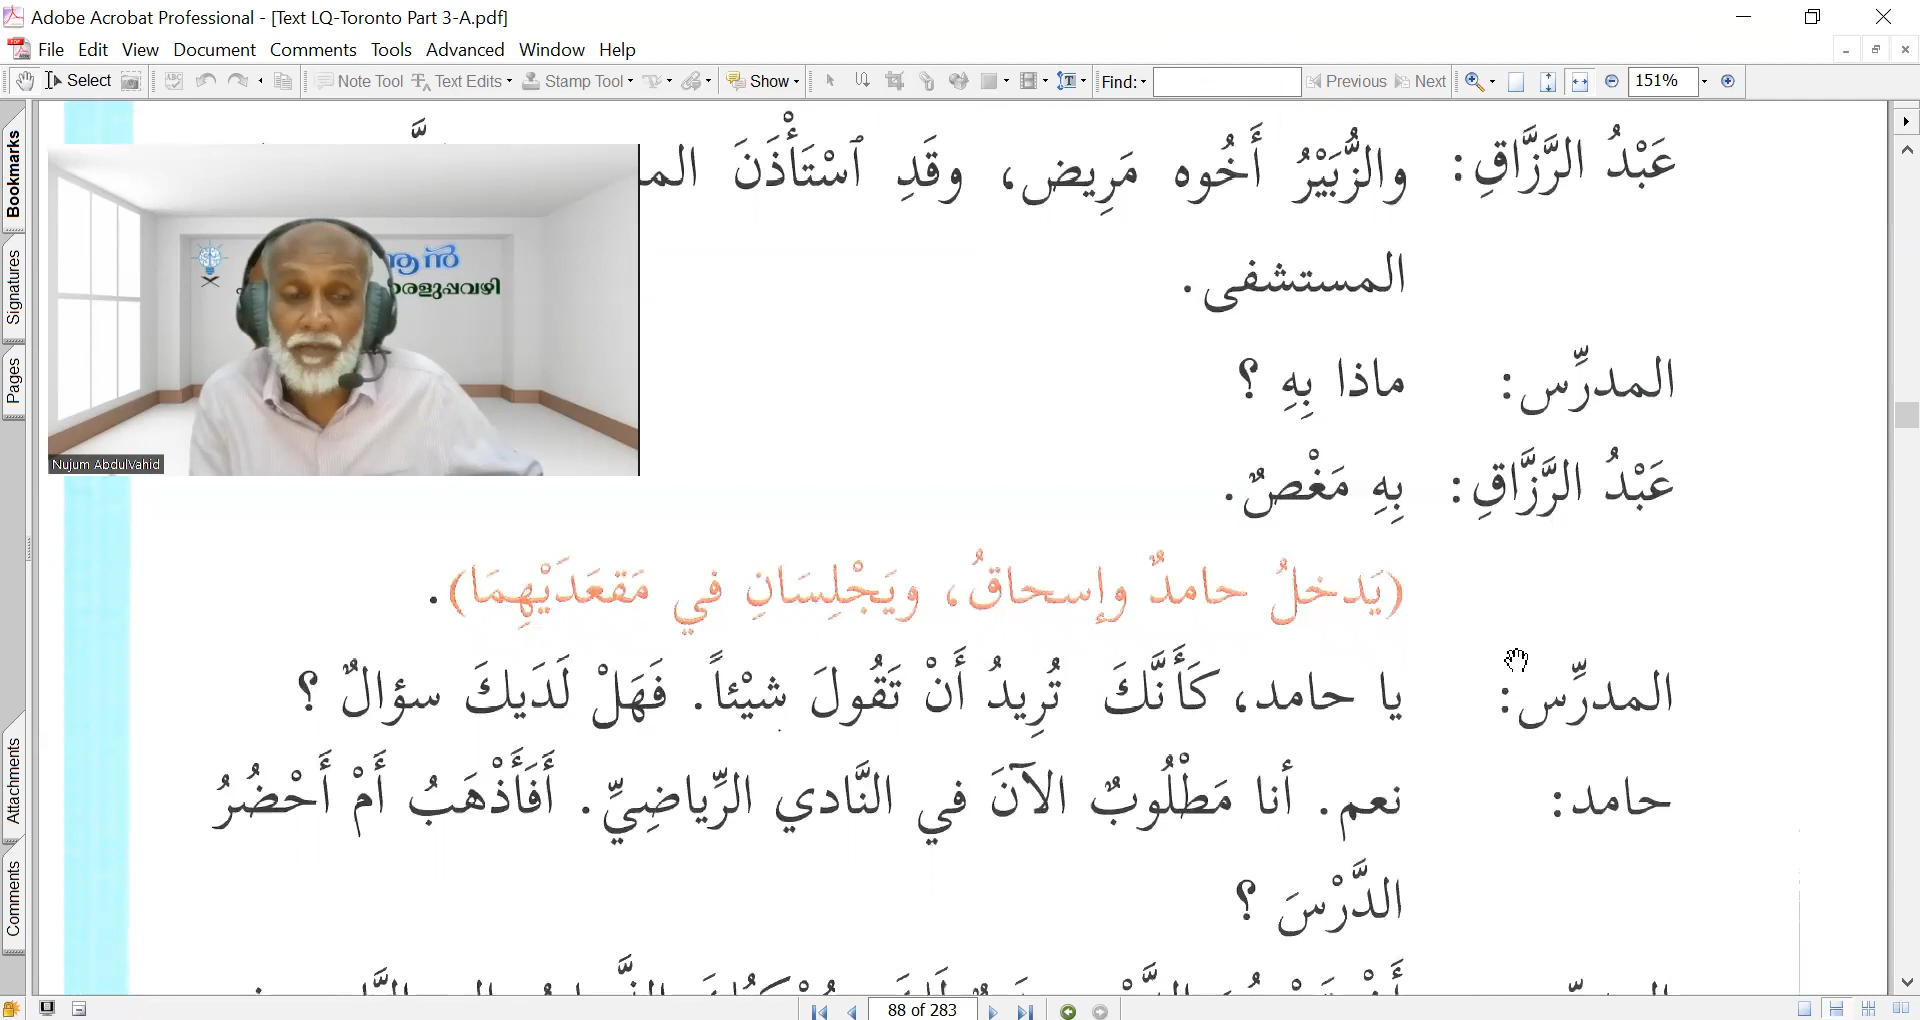 Adobe Acrobat Professional - [Text LQ-Toronto Part 3-A.pdf]
File Edit View Document Comments Tools Advanced Window Help
Select Note Tool Text Edits Stamp Tool Show Find: Previous Next 151%
Bookmarks
Signatures
Pages
Attachments
Comments
عَبْدُ الرَّزَّاقِ: والزُّبَيْرُ أَخُوه مَرِيض، وقَدِ ٱسْتَأْذَنَ
المستشفى.
المدرِّس: ماذا بِهِ ؟
عَبْدُ الرَّزَّاقِ: بِهِ مَغْصٌ.
(يَدخلُ حامدٌ وإسحاقُ، ويَجْلِسَانِ في مَقعَدَيْهِمَا).
المدرِّس: يا حامد، كَأَنَّكَ تُرِيدُ أَنْ تَقُولَ شيْئاً. فَهَلْ لَدَيكَ سؤالٌ ؟
حامد: نعم. أنا مَطْلُوبٌ الآنَ في النَّادي الرِّياضِيِّ. أَفَأَذْهَبُ أَمْ أَحْضُرُ
الدَّرْسَ ؟
Nujum AbdulVahid
88 of 283